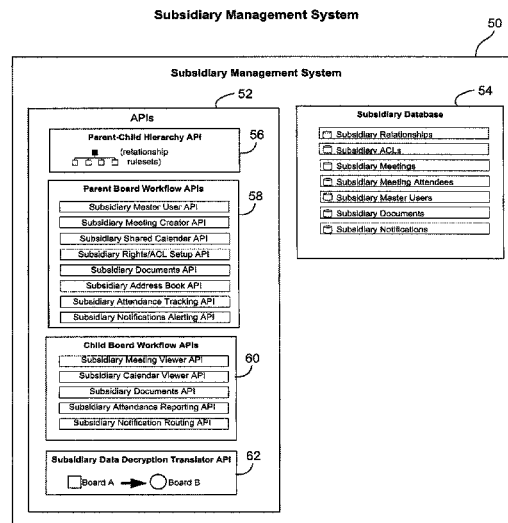 Subsidiary Management System
50
Subsidiary Management System
52
APIs
Parent-Child Hierarchy API
(relationship
rulesets)
56
Parent Board Workflow APIs
58
Subsidiary Master User API
Subsidiary Meeting Creator API
Subsidiary Shared Calendar API
Subsidiary Rights/ACL Setup API
Subsidiary Documents API
Subsidiary Address Book API
Subsidiary Attendance Tracking API
Subsidiary Notifications Alerting API
Child Board Workflow APIs
60
Subsidiary Meeting Viewer API
Subsidiary Calendar Viewer API
Subsidiary Documents API
Subsidiary Attendance Reporting API
Subsidiary Notification Routing API
Subsidiary Data Decryption Translator API
62
Board A
Board B
54
Subsidiary Database
Subsidiary Relationships
Subsidiary ACLs
Subsidiary Meetings
Subsidiary Meeting Attendees
Subsidiary Master Users
Subsidiary Documents
Subsidiary Notifications